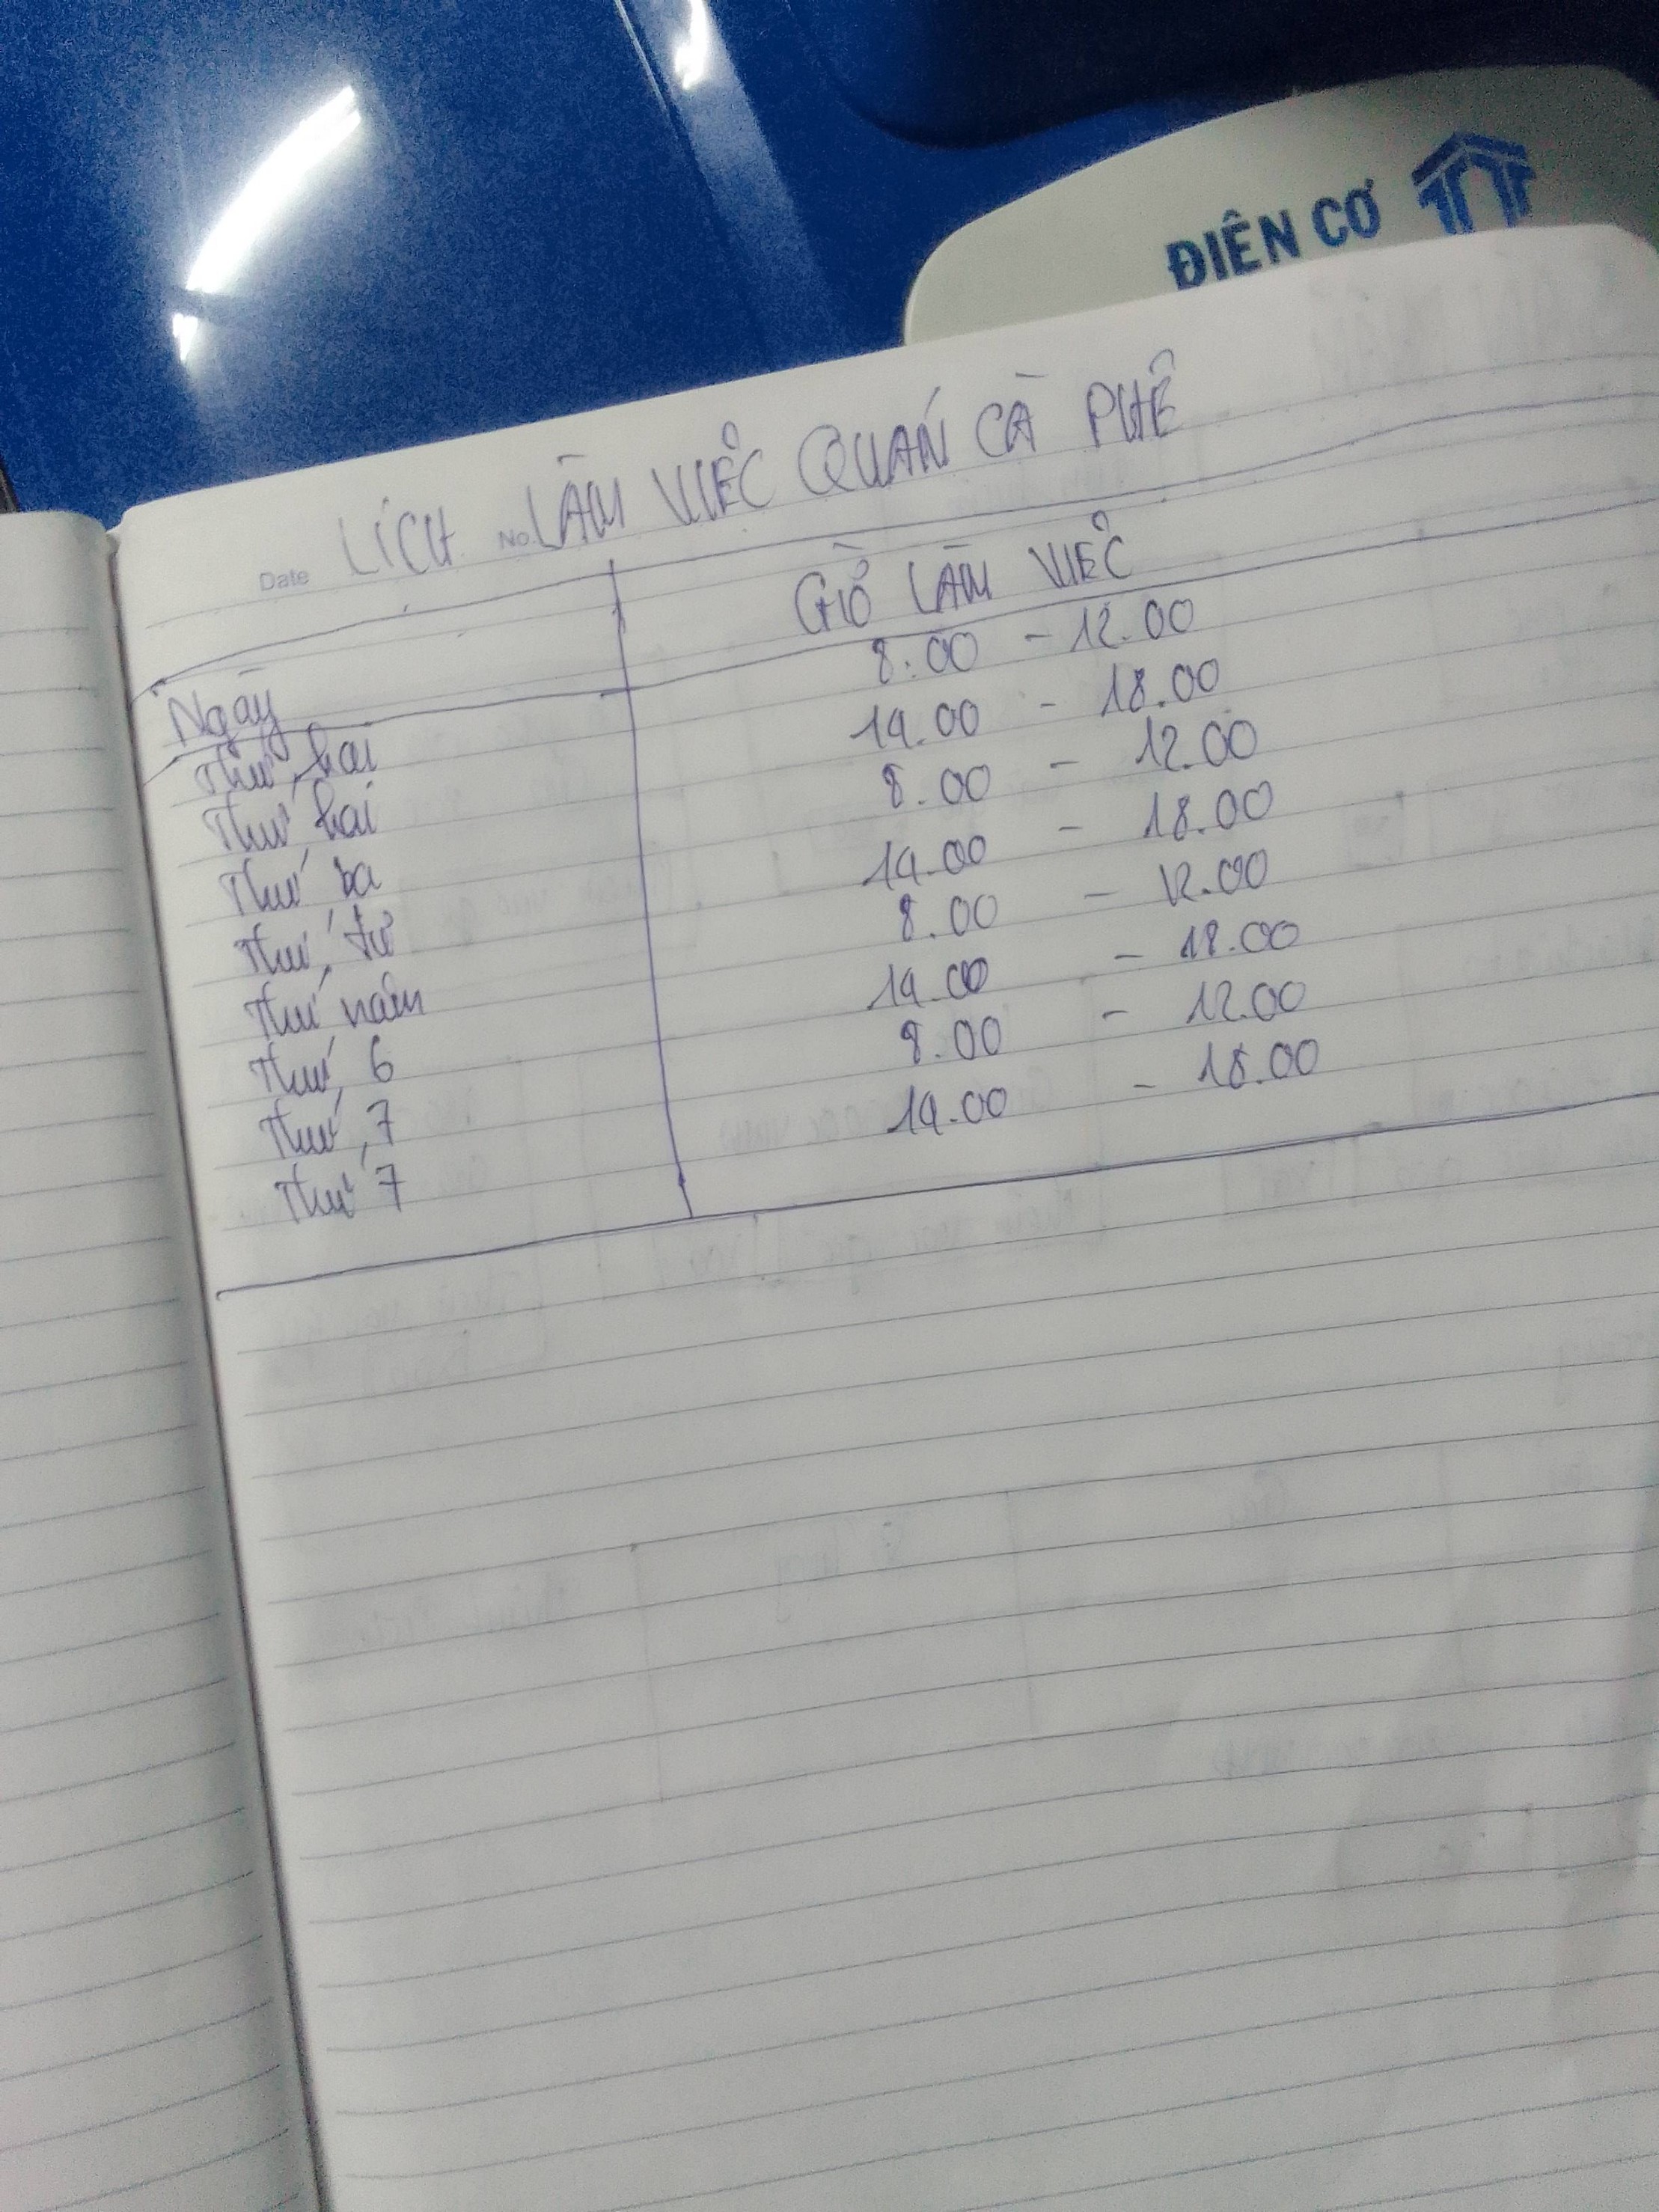 ĐIÊN CƠ
Date No. LỊCH LÀM VIỆC QUÁN CÀ PHÊ
Ngày GIỜ LÀM VIỆC
Thứ hai 8.00 - 12.00
Thứ hai 14.00 - 18.00
Thứ ba 8.00 - 12.00
Thứ tư 14.00 - 18.00
Thứ năm 8.00 - 12.00
Thứ 6 14.00 - 18.00
Thứ 7 8.00 - 12.00
Thứ 7 14.00 - 18.00